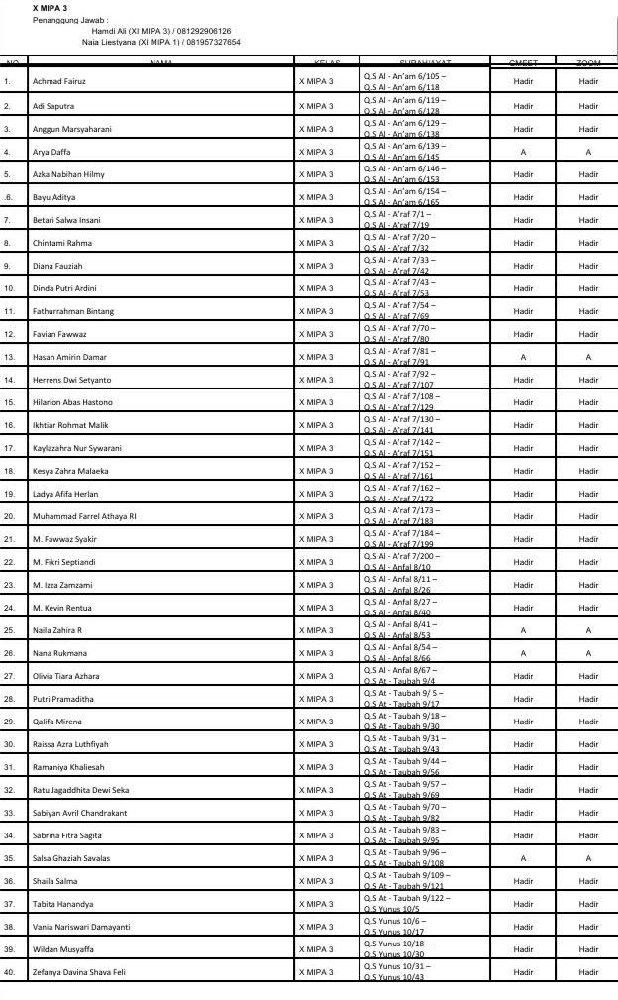 X MIPA 3
Penanggung Jawab :
Hamdi Ali (XI MIPA 3) / 081292906126
Naia Liestyana (XI MIPA 1) / 081957327654
NO NAMA KELAS SURAH/AYAT GMEET ZOOM
1. Achmad Fairuz X MIPA 3 Q.S Al - An'am 6/105 – Hadir Hadir
Q.S Al - An'am 6/118
2. Adi Saputra X MIPA 3 Q.S Al - An'am 6/119 – Hadir Hadir
Q.S Al - An'am 6/128
3. Anggun Marsyaharani X MIPA 3 Q.S Al - An'am 6/129 – Hadir Hadir
Q.S Al - An'am 6/138
4. Arya Daffa X MIPA 3 Q.S Al - An'am 6/139 – A A
Q.S Al - An'am 6/145
5. Azka Nabihan Hilmy X MIPA 3 Q.S Al - An'am 6/146 – Hadir Hadir
Q.S Al - An'am 6/153
.6. Bayu Aditya X MIPA 3 Q.S Al - An'am 6/154 – Hadir Hadir
Q.S Al - An'am 6/165
7. Betari Salwa Insani X MIPA 3 Q.S Al - A'raf 7/1 – Hadir Hadir
Q.S Al - A'raf 7/19
8. Chintami Rahma X MIPA 3 Q.S Al - A'raf 7/20 – Hadir Hadir
Q.S Al - A'raf 7/32
9. Diana Fauziah X MIPA 3 Q.S Al - A'raf 7/33 – Hadir Hadir
Q.S Al - A'raf 7/42
10. Dinda Putri Ardini X MIPA 3 Q.S Al - A'raf 7/43 – Hadir Hadir
Q.S Al - A'raf 7/53
11. Fathurrahman Bintang X MIPA 3 Q.S Al - A'raf 7/54 – Hadir Hadir
Q.S Al - A'raf 7/69
12. Favian Fawwaz X MIPA 3 Q.S Al - A'raf 7/70 – Hadir Hadir
Q.S Al - A'raf 7/80
13. Hasan Amirin Damar X MIPA 3 Q.S Al - A'raf 7/81 – A A
Q.S Al - A'raf 7/91
14. Herrens Dwi Setyanto X MIPA 3 Q.S Al - A'raf 7/92 – Hadir Hadir
Q.S Al - A'raf 7/107
15. Hilarion Abas Hastono X MIPA 3 Q.S Al - A'raf 7/108 – Hadir Hadir
Q.S Al - A'raf 7/129
16. Ikhtiar Rohmat Malik X MIPA 3 Q.S Al - A'raf 7/130 – Hadir Hadir
Q.S Al - A'raf 7/141
17. Kaylazahra Nur Sywarani X MIPA 3 Q.S Al - A'raf 7/142 – Hadir Hadir
Q.S Al - A'raf 7/151
18. Kesya Zahra Malaeka X MIPA 3 Q.S Al - A'raf 7/152 – Hadir Hadir
Q.S Al - A'raf 7/161
19. Ladya Afifa Herlan X MIPA 3 Q.S Al - A'raf 7/162 – Hadir Hadir
Q.S Al - A'raf 7/172
20. Muhammad Farrel Athaya RI X MIPA 3 Q.S Al - A'raf 7/173 – Hadir Hadir
Q.S Al - A'raf 7/183
21. M. Fawwaz Syakir X MIPA 3 Q.S Al - A'raf 7/184 – Hadir Hadir
Q.S Al - A'raf 7/199
22. M. Fikri Septiandi X MIPA 3 Q.S Al - A'raf 7/200 – Hadir Hadir
Q.S Al - Anfal 8/10
23. M. Izza Zamzami X MIPA 3 Q.S Al - Anfal 8/11 – Hadir Hadir
Q.S Al - Anfal 8/26
24. M. Kevin Rentua X MIPA 3 Q.S Al - Anfal 8/27 – Hadir Hadir
Q.S Al - Anfal 8/40
25. Naila Zahira R X MIPA 3 Q.S Al - Anfal 8/41 – A A
Q.S Al - Anfal 8/53
26. Nana Rukmana X MIPA 3 Q.S Al - Anfal 8/54 – A A
Q.S Al - Anfal 8/66
27. Olivia Tiara Azhara X MIPA 3 Q.S Al - Anfal 8/67 – Hadir Hadir
Q.S At - Taubah 9/4
28. Putri Pramaditha X MIPA 3 Q.S At - Taubah 9/ 5 – Hadir Hadir
Q.S At - Taubah 9/17
29. Qalifa Mirena X MIPA 3 Q.S At - Taubah 9/18 – Hadir Hadir
Q.S At - Taubah 9/30
30. Raissa Azra Luthfiyah X MIPA 3 Q.S At - Taubah 9/31 – Hadir Hadir
Q.S At - Taubah 9/43
31. Ramaniya Khaliesah X MIPA 3 Q.S At - Taubah 9/44 – Hadir Hadir
Q.S At - Taubah 9/56
32. Ratu Jagaddhita Dewi Seka X MIPA 3 Q.S At - Taubah 9/57 – Hadir Hadir
Q.S At - Taubah 9/69
33. Sabiyan Avril Chandrakant X MIPA 3 Q.S At - Taubah 9/70 – Hadir Hadir
Q.S At - Taubah 9/82
34. Sabrina Fitra Sagita X MIPA 3 Q.S At - Taubah 9/83 – Hadir Hadir
Q.S At - Taubah 9/95
35. Salsa Ghaziah Savalas X MIPA 3 Q.S At - Taubah 9/96 – A A
Q.S At - Taubah 9/108
36. Shaila Salma X MIPA 3 Q.S At - Taubah 9/109 – Hadir Hadir
Q.S At - Taubah 9/121
37. Tabita Hanandya X MIPA 3 Q.S At - Taubah 9/122 – Hadir Hadir
Q.S Yunus 10/5
38. Vania Nariswari Damayanti X MIPA 3 Q.S Yunus 10/6 – Hadir Hadir
Q.S Yunus 10/17
39. Wildan Musyaffa X MIPA 3 Q.S Yunus 10/18 – Hadir Hadir
Q.S Yunus 10/30
40. Zefanya Davina Shava Feli X MIPA 3 Q.S Yunus 10/31 – Hadir Hadir
Q.S Yunus 10/43